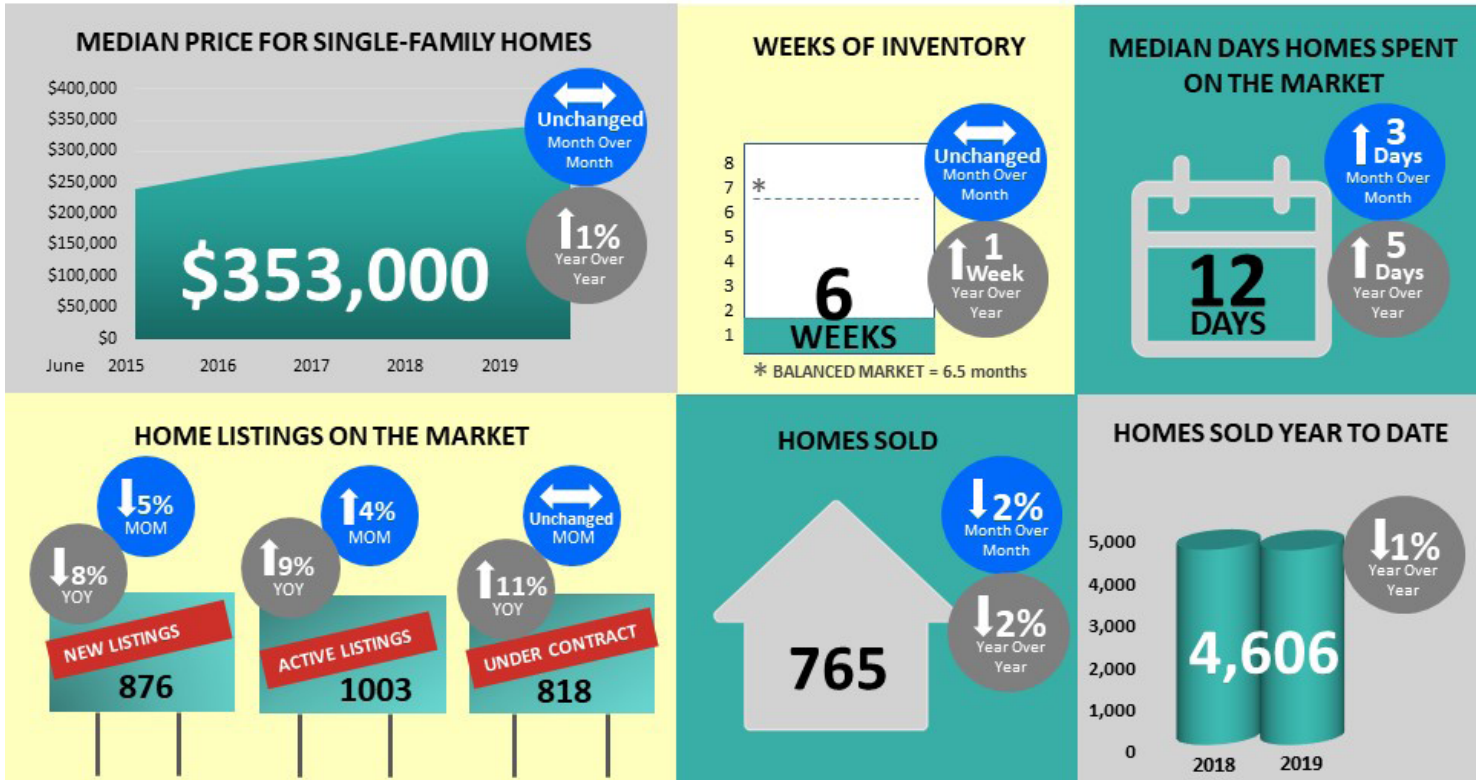 MEDIAN PRICE FOR SINGLE-FAMILY HOMES
$400,000
$350,000
$300,000
$250,000
$200,000
$150,000
$100,000
$50,000
$0
June 2015 2016 2017 2018 2019
$353,000
Unchanged
Month Over
Month
1%
Year Over
Year
WEEKS OF INVENTORY
8
7
6
5
4
3
2
1
*
6
WEEKS
Unchanged
Month Over
Month
1
Week
Year Over
Year
* BALANCED MARKET = 6.5 months
MEDIAN DAYS HOMES SPENT
ON THE MARKET
3
Days
Month Over
Month
5
Days
Year Over
Year
12
DAYS
HOME LISTINGS ON THE MARKET
5%
MOM
8%
YOY
NEW LISTINGS
876
4%
MOM
9%
YOY
ACTIVE LISTINGS
1003
Unchanged
MOM
11%
YOY
UNDER CONTRACT
818
HOMES SOLD
2%
Month Over
Month
2%
Year Over
Year
765
HOMES SOLD YEAR TO DATE
5,000
4,000
3,000
2,000
1,000
0
4,606
2018 2019
1%
Year Over
Year